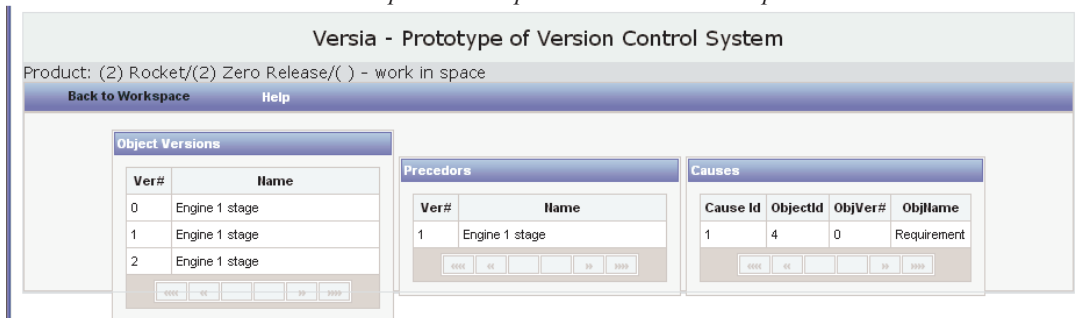 Versia - Prototype of Version Control System
Product: (2) Rocket/(2) Zero Release/( ) - work in space
Back to Workspace Help
Object Versions
Ver# Name
0 Engine 1 stage
1 Engine 1 stage
2 Engine 1 stage
«« « » »»
Precedors
Ver# Name
1 Engine 1 stage
«« « » »»
Causes
Cause Id ObjectId ObjVer# ObjName
1 4 0 Requirement
«« « » »»